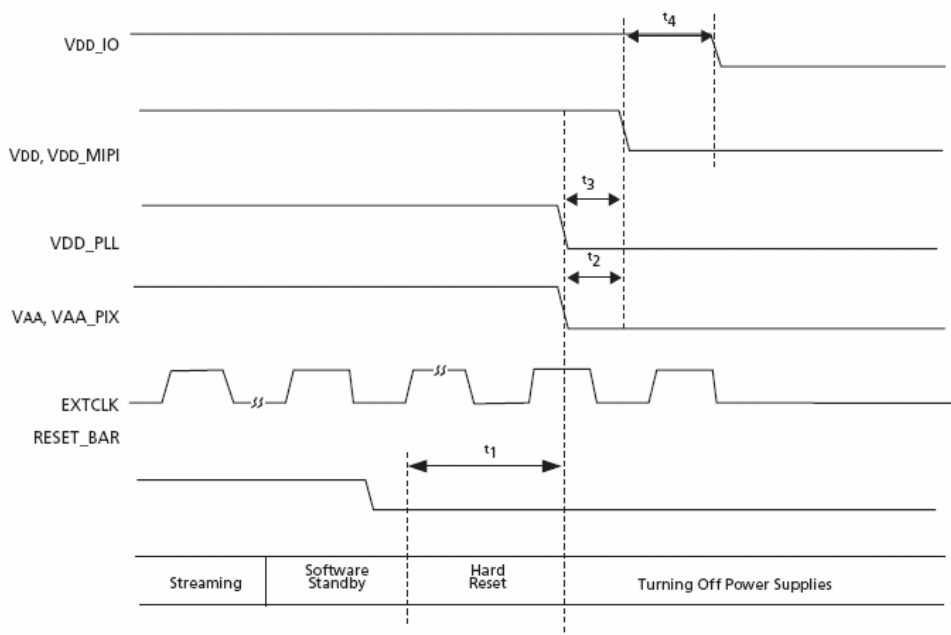 t4
VDD_IO
VDD, VDD_MIPI
t3
VDD_PLL
t2
VAA, VAA_PIX
EXTCLK
RESET_BAR
t1
Streaming
Software
Standby
Hard
Reset
Turning Off Power Supplies